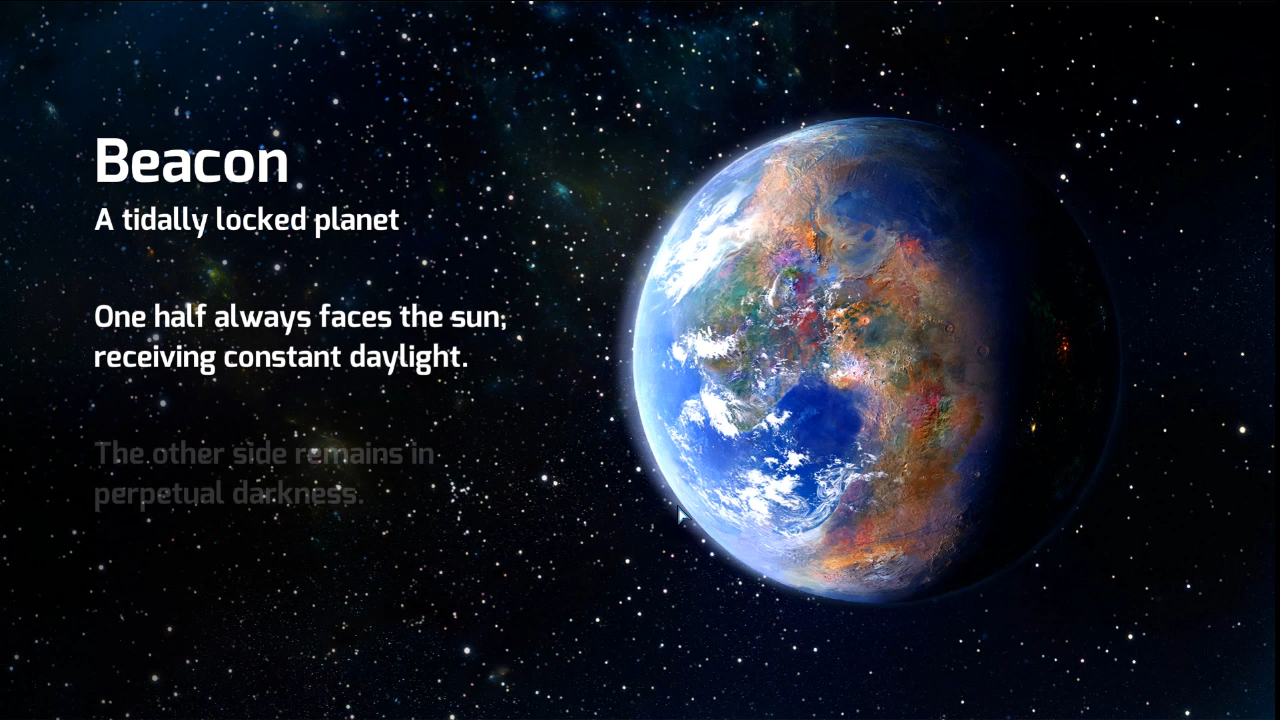 Beacon
A tidally locked planet
One half always faces the sun,
receiving constant daylight.
The other side remains in
perpetual darkness.